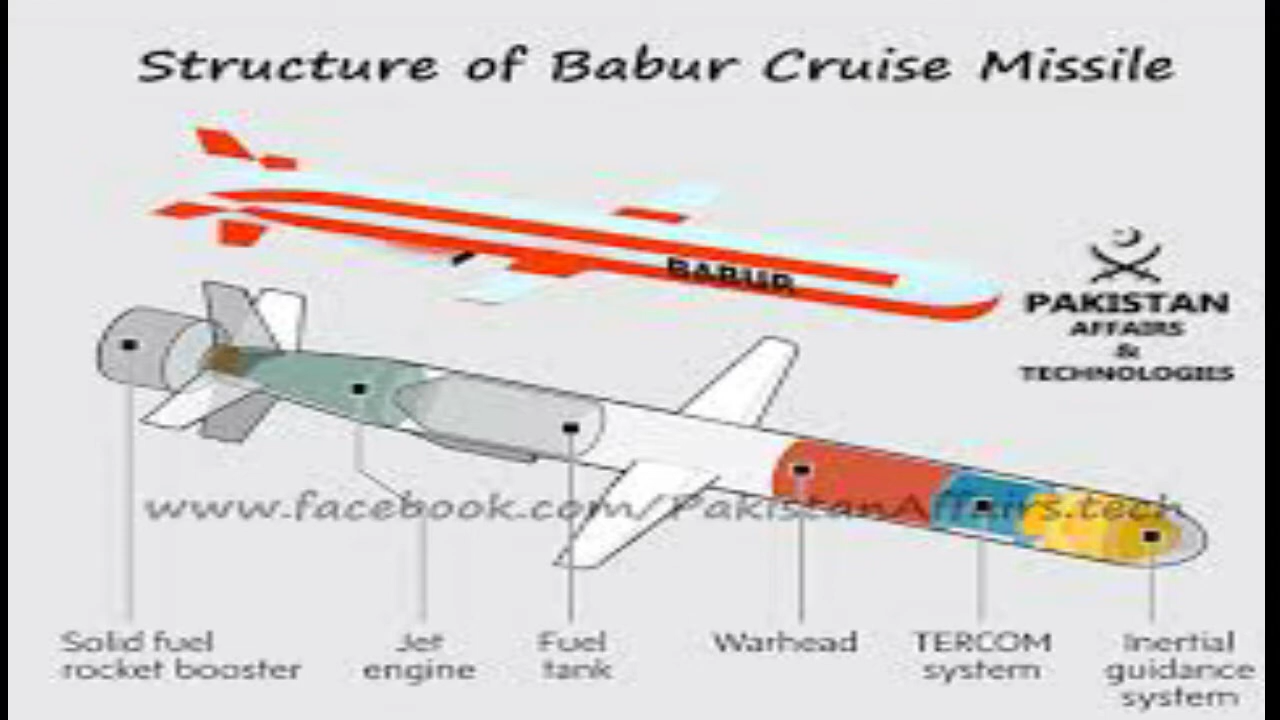 Structure of Babur Cruise Missile
BABUR
PAKISTAN
AFFAIRS
&
TECHNOLOGIES
www.facebook.com/PakistanAffairs.tech
Solid fuel
rocket booster
Jet
engine
Fuel
tank
Warhead
TERCOM
system
Inertial
guidance
system